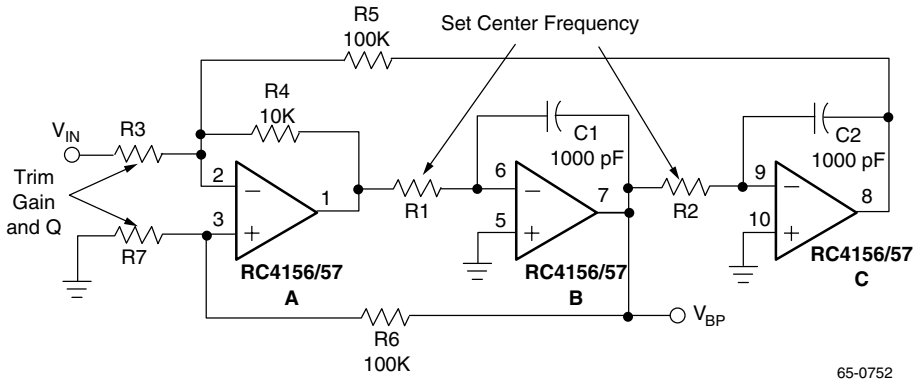 R5
100K
Set Center Frequency
R4
10K
VIN
R3
C1
1000 pF
C2
1000 pF
Trim
Gain
and Q
2
3
1
R1
6
5
7
R2
9
10
8
R7
RC4156/57
A
RC4156/57
B
RC4156/57
C
R6
100K
VBP
65-0752